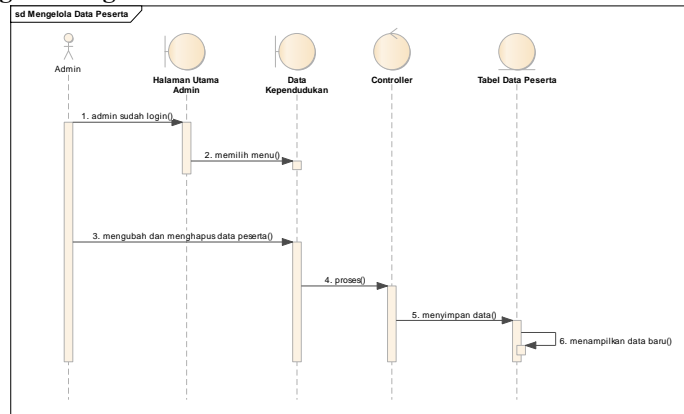 sd Mengelola Data Peserta
Admin
Halaman Utama
Admin
Data
Kependudukan
Controller
Tabel Data Peserta
1. admin sudah login()
2. memilih menu()
3. mengubah dan menghapus data peserta()
4. proses()
5. menyimpan data()
6. menampilkan data baru()